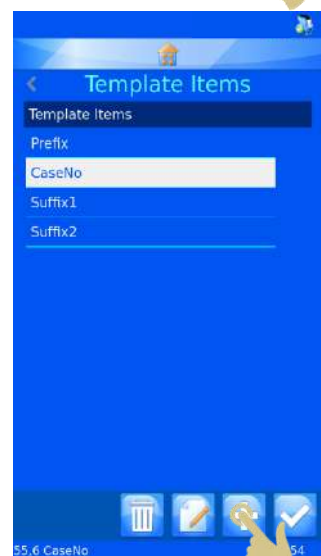 Template Items
Template Items
Prefix
CaseNo
Suffix1
Suffix2
55,6 CaseNo
54